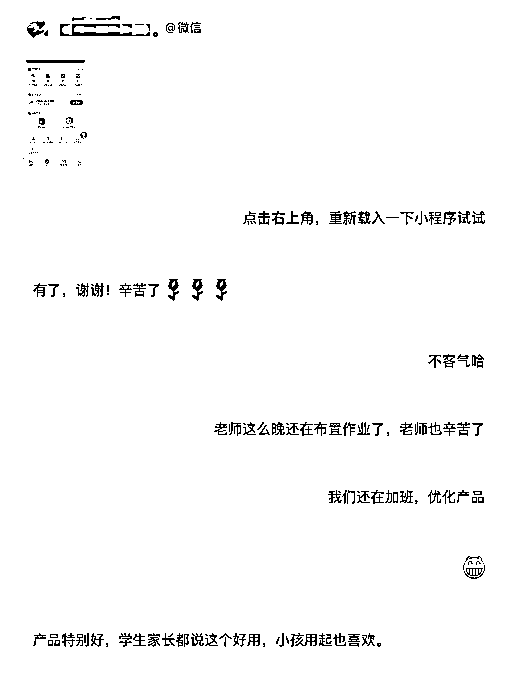 @微信
点击右上角，重新载入一下小程序试试
有了，谢谢！辛苦了
不客气哈
老师这么晚还在布置作业了，老师也辛苦了
我们还在加班，优化产品
产品特别好，学生家长都说这个好用，小孩用起也喜欢。